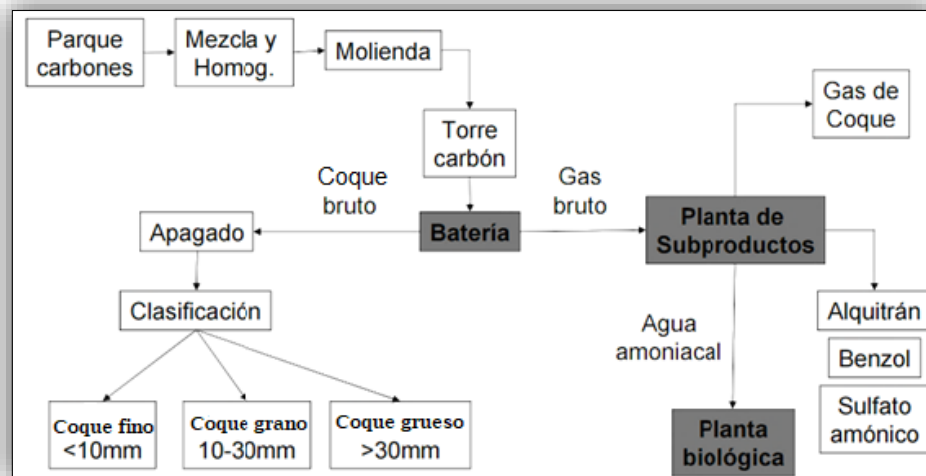 Parque
carbones
Mezcla y
Homog.
Molienda
Torre
carbón
Gas de
Coque
Coque
bruto
Gas
bruto
Apagado
Batería
Planta de
Subproductos
Clasificación
Agua
amoniacal
Alquitrán
Benzol
Sulfato
amónico
Coque fino
<10mm
Coque grano
10-30mm
Coque grueso
>30mm
Planta
biológica